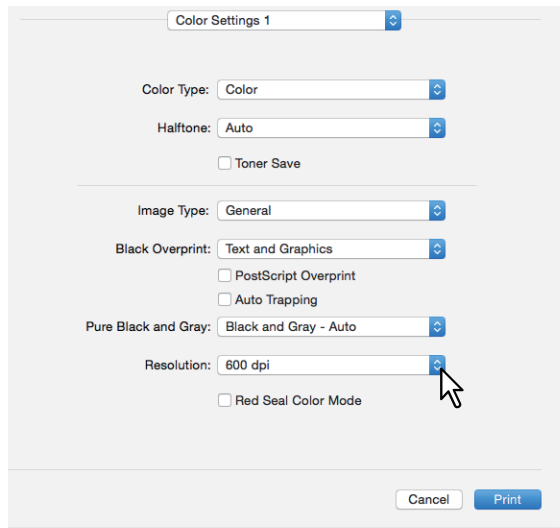 Color Settings 1
Color Type: Color
Halftone: Auto
Toner Save
Image Type: General
Black Overprint: Text and Graphics
PostScript Overprint
Auto Trapping
Pure Black and Gray: Black and Gray - Auto
Resolution: 600 dpi
Red Seal Color Mode
Cancel Print